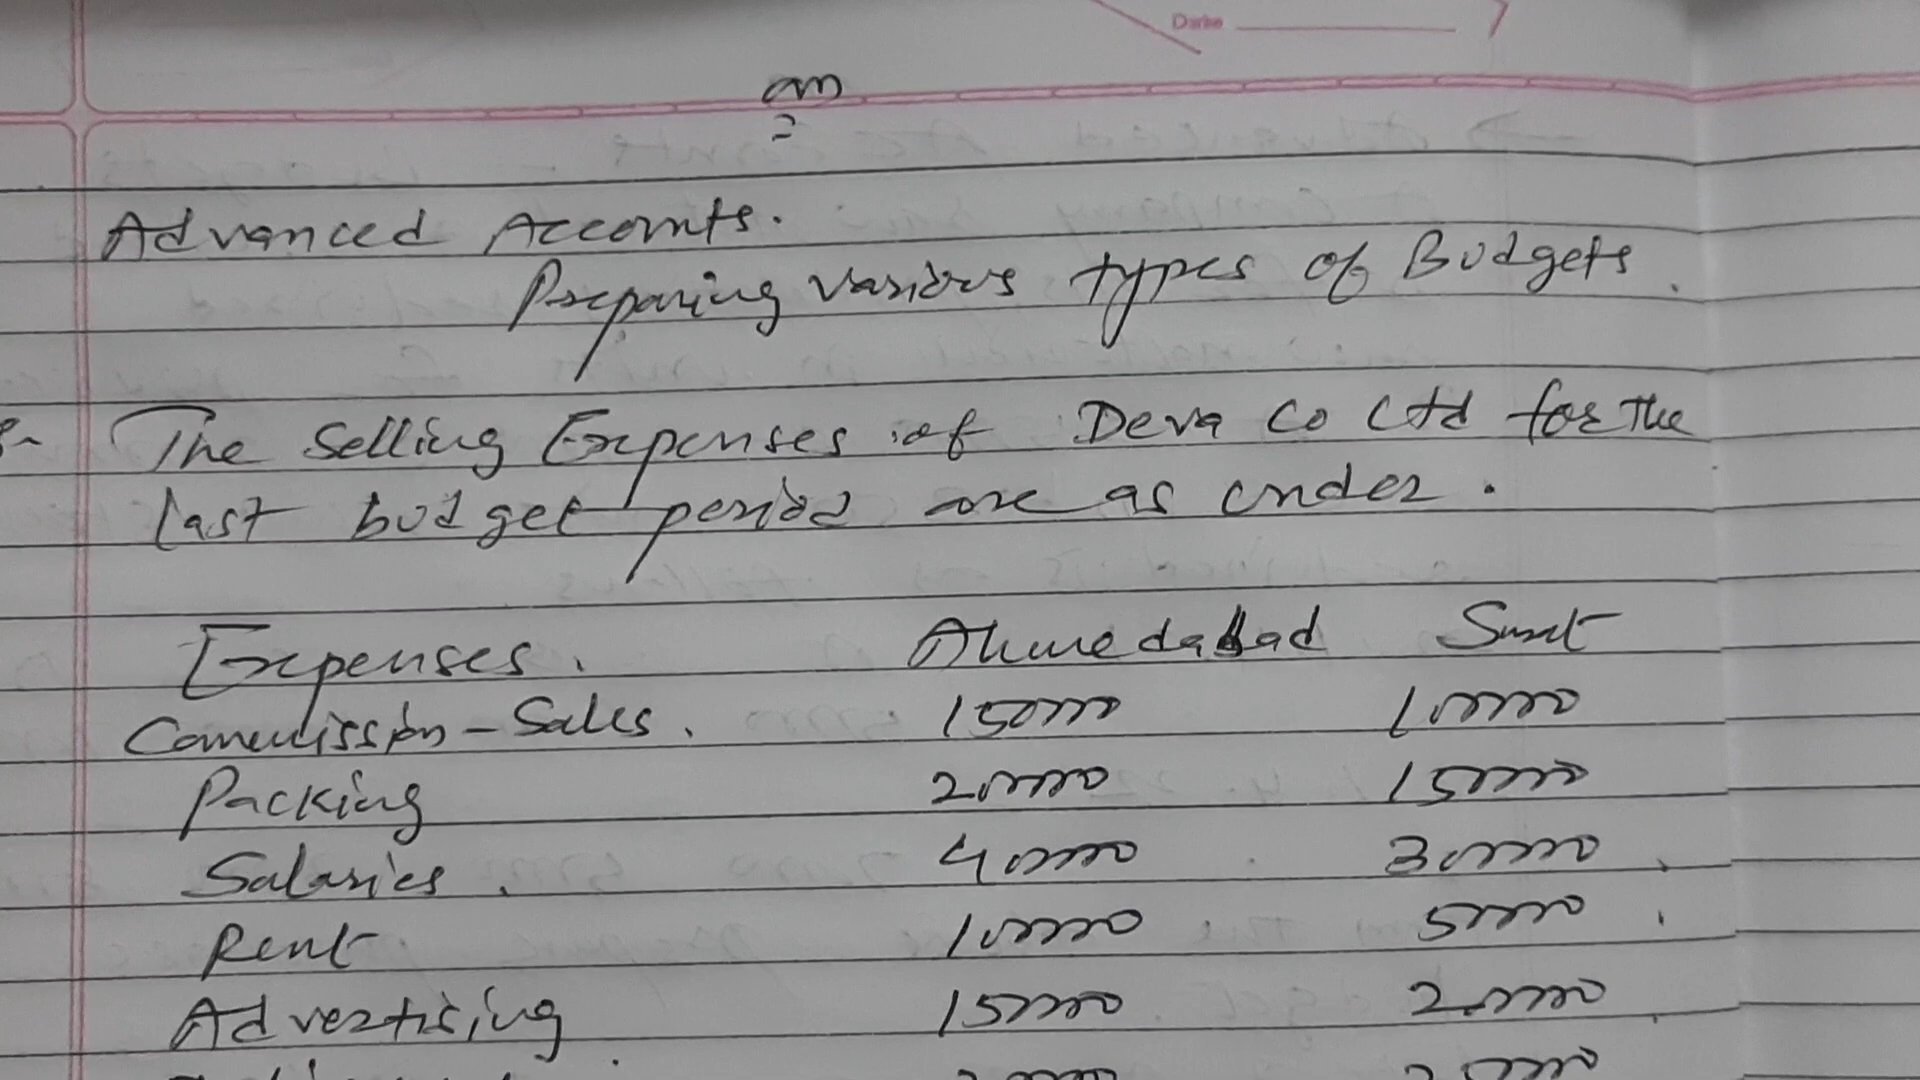 Date
Advanced Accounts.
Preparing various types of Budgets.
The Selling Expenses of Deva Co Ltd for the
last budget period are as under.
Expenses. Ahmedabad Surat
Commission - Sales. 15000 10000
Packing 20000 15000
Salaries. 40000 30000
Rent 10000 5000
Advertising 15000 20000